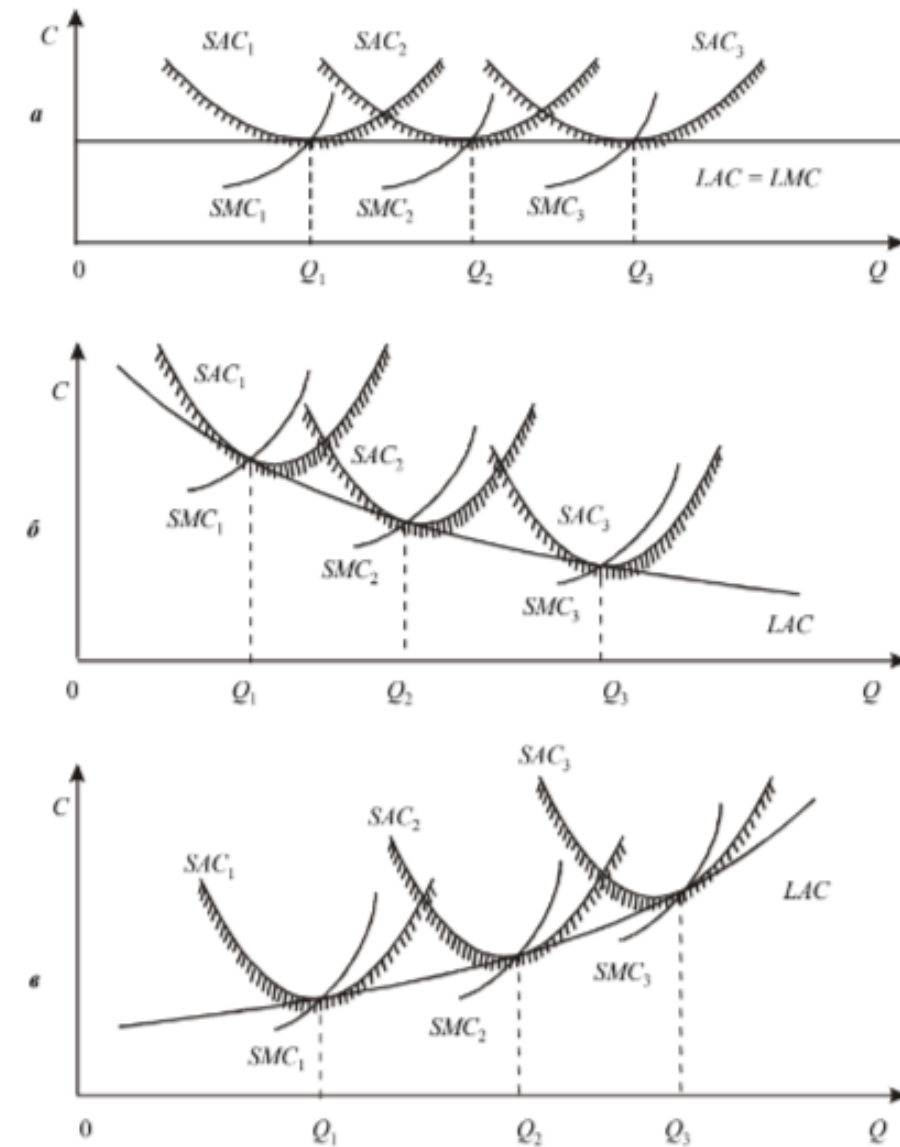 C SAC₁ SAC₂ SAC₃
а
LAC = LMC
SMC₁ SMC₂ SMC₃
0 Q₁ Q₂ Q₃ Q
C SAC₁
SAC₂
SAC₃
б
SMC₁
SMC₂
SMC₃
LAC
0 Q₁ Q₂ Q₃ Q
SAC₃
C
SAC₂
SAC₁
LAC
в
SMC₃
SMC₂
SMC₁
0 Q₁ Q₂ Q₃ Q